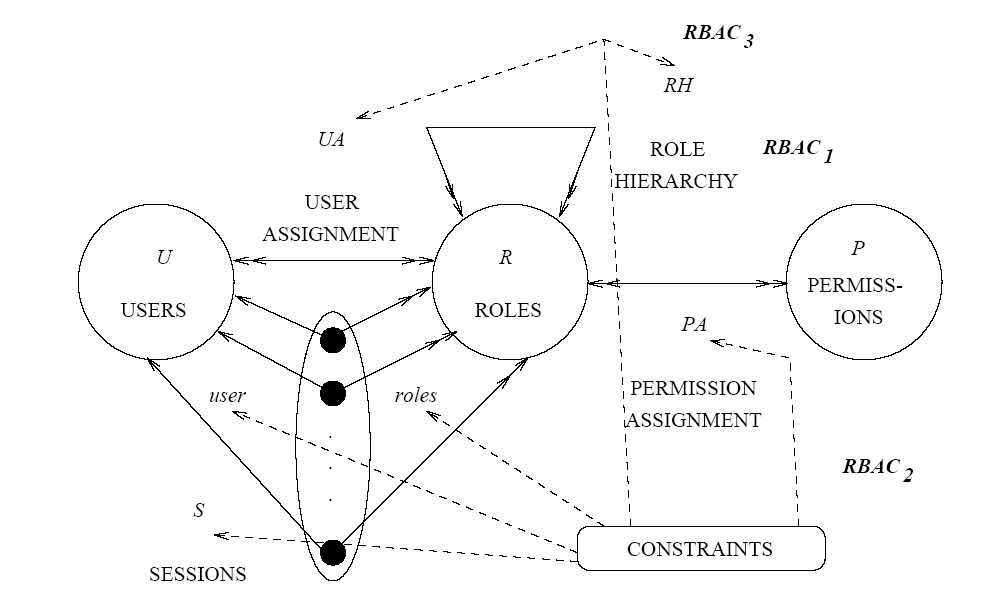 RBAC 3
RH
UA
ROLE
HIERARCHY
RBAC 1
USER
ASSIGNMENT
U
USERS
R
ROLES
P
PERMISS-
IONS
PA
user
roles
PERMISSION
ASSIGNMENT
.
.
.
RBAC 2
S
SESSIONS
CONSTRAINTS